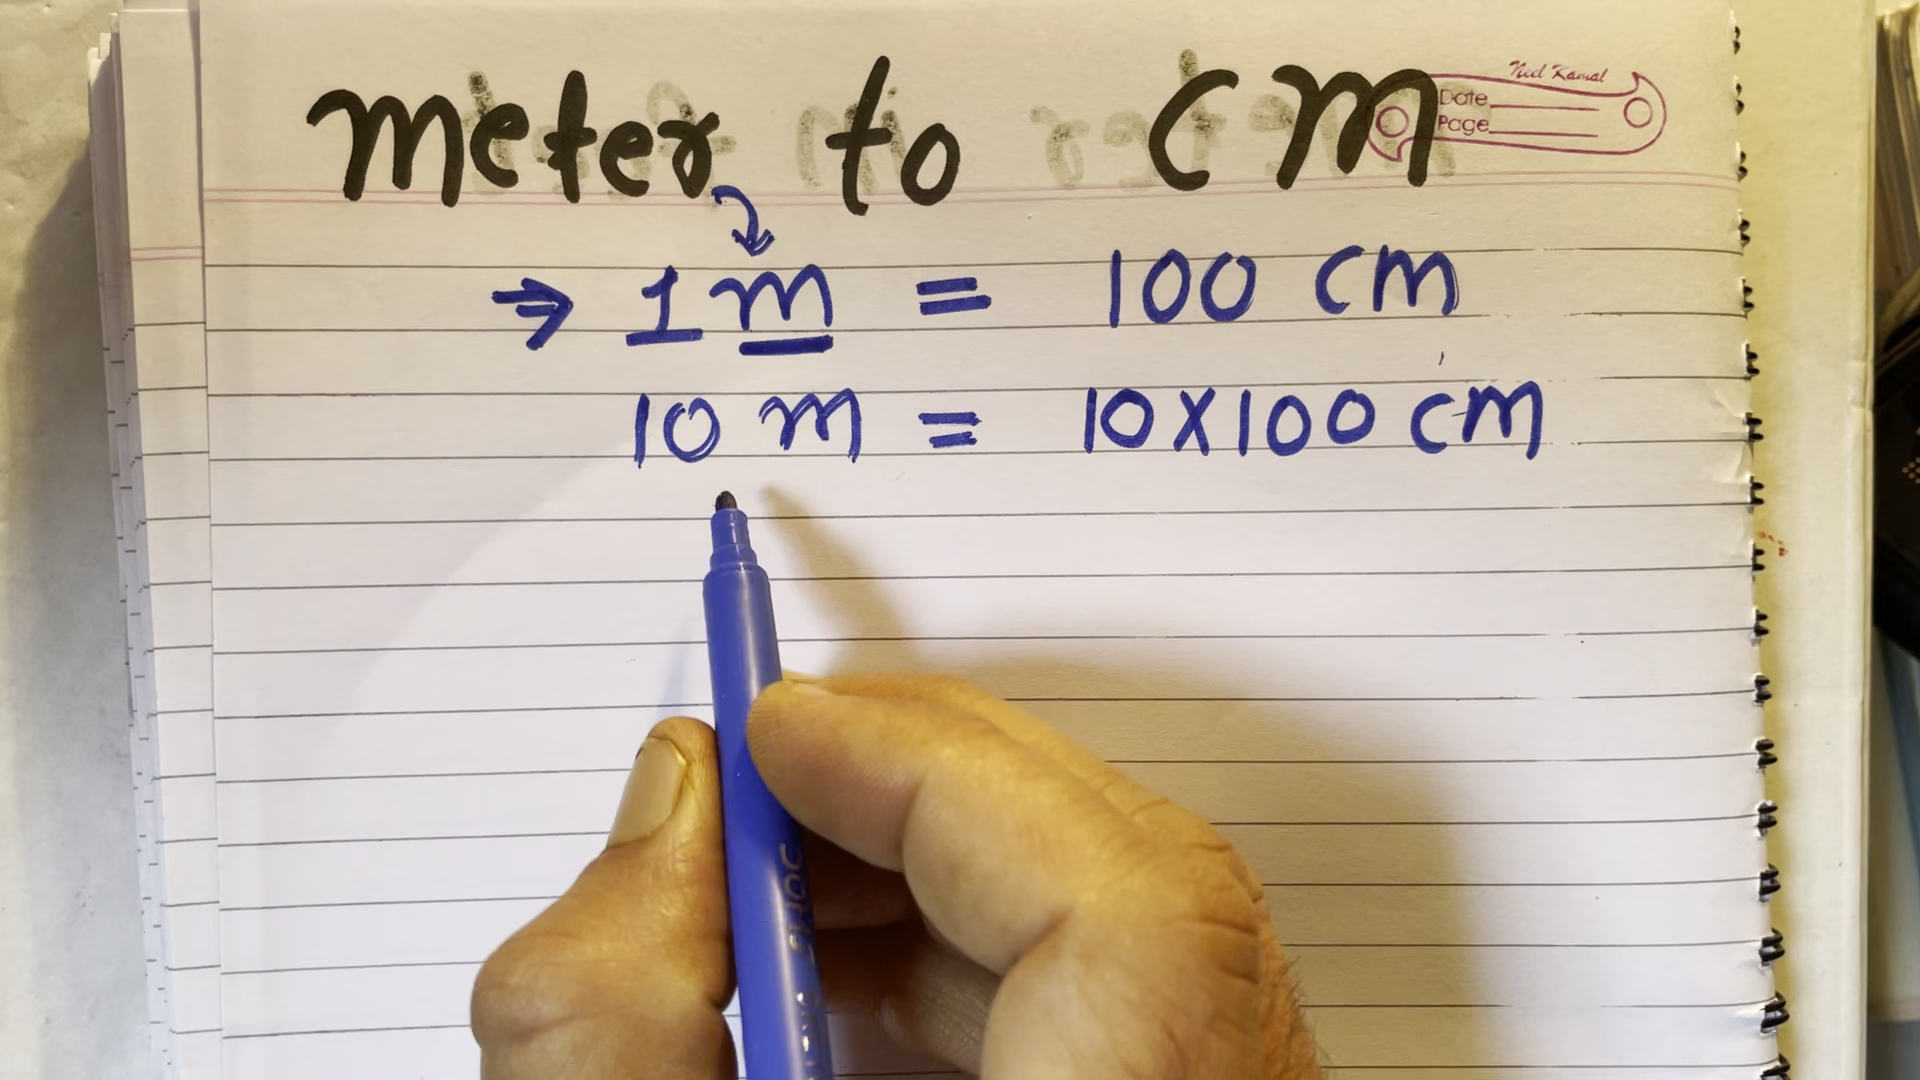 Neel Kamal
Date
Page
meter to cm
→ 1m = 100 cm
10 m = 10X100 cm